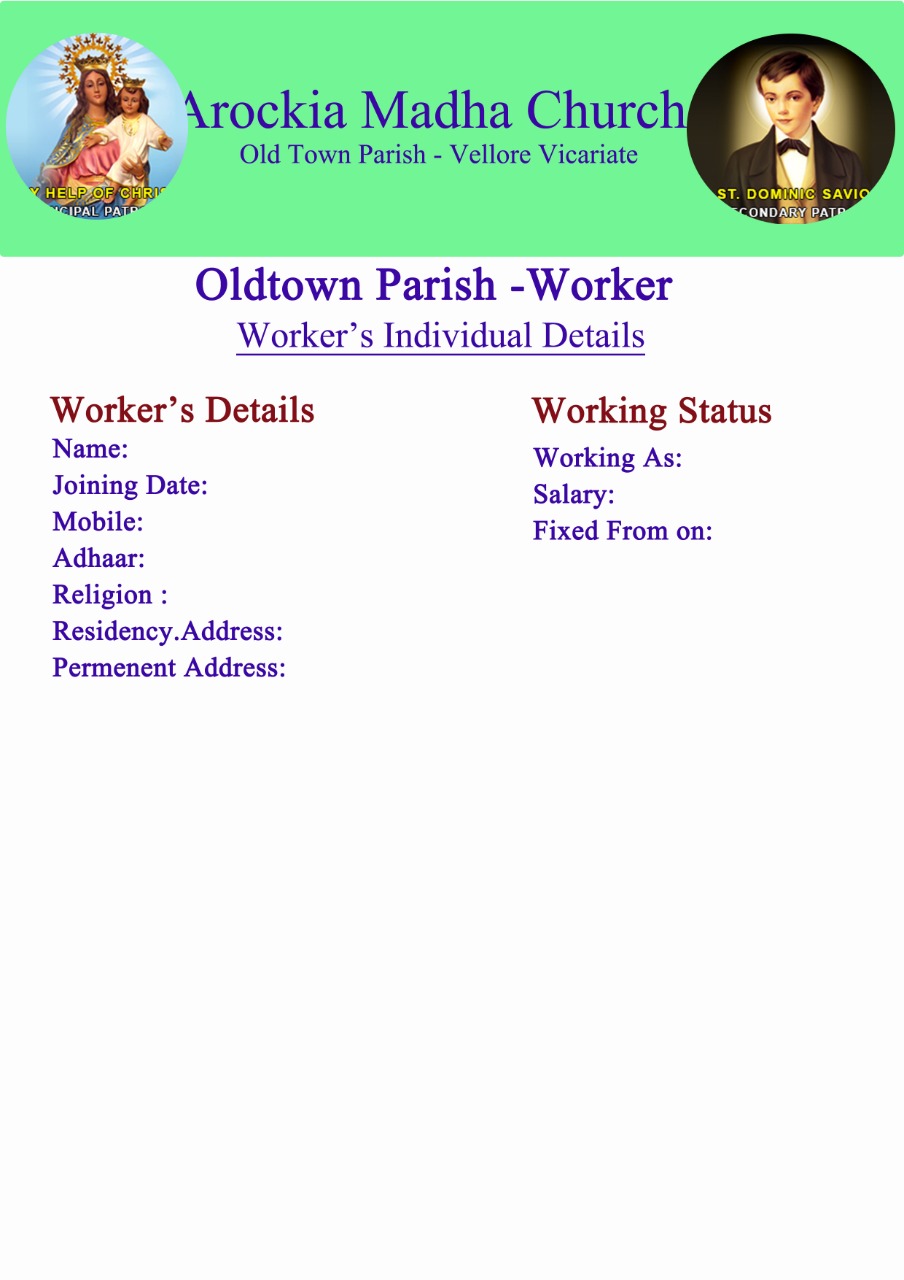 Arockia Madha Church
Old Town Parish - Vellore Vicariate
Y HELP OF CHRIS
CIPAL PATR
ST. DOMINIC SAVIO
ECONDARY PATR
Oldtown Parish -Worker
Worker’s Individual Details
Worker’s Details
Name:
Joining Date:
Mobile:
Adhaar:
Religion :
Residency.Address:
Permenent Address:
Working Status
Working As:
Salary:
Fixed From on: